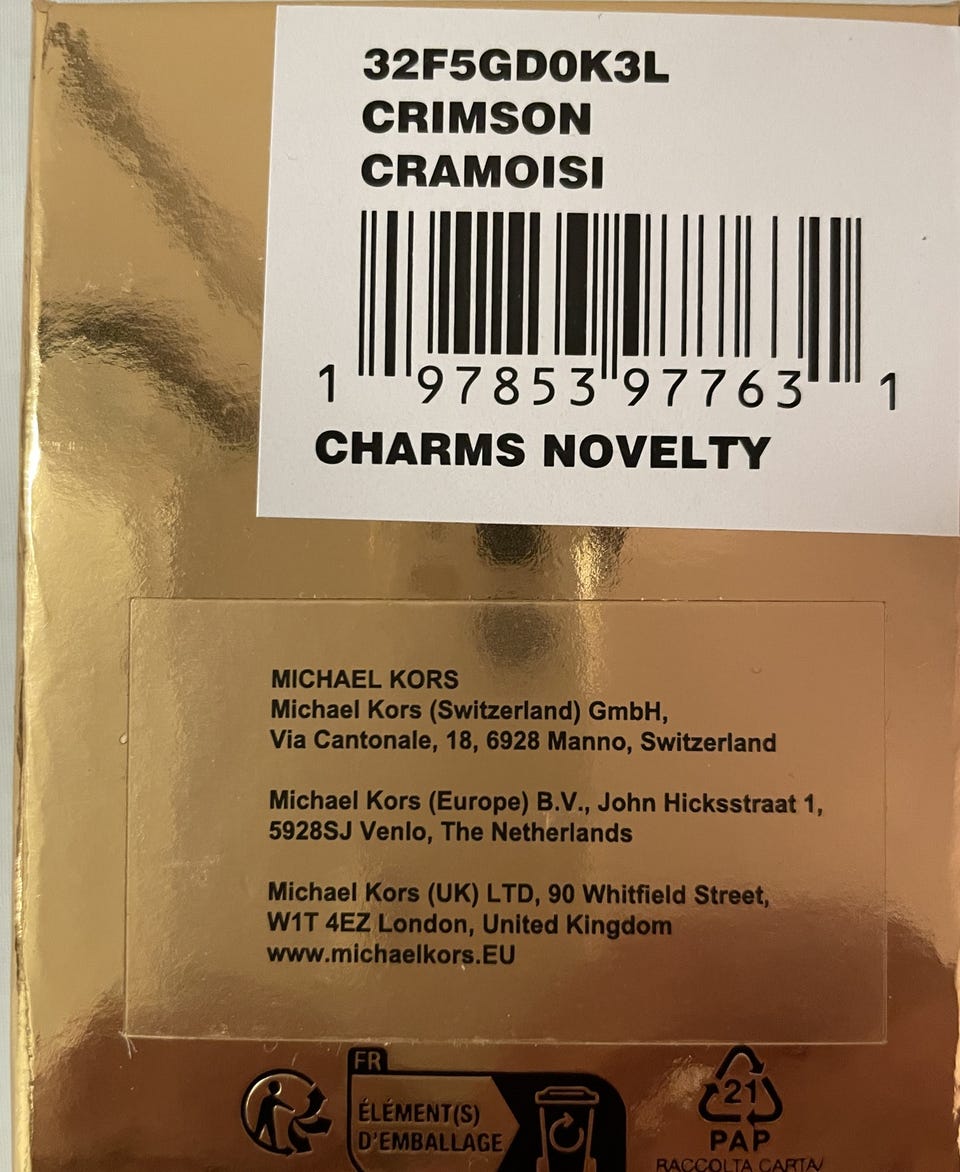 32F5GD0K3L
CRIMSON
CRAMOISI
1 97853 97763 1
CHARMS NOVELTY
MICHAEL KORS
Michael Kors (Switzerland) GmbH,
Via Cantonale, 18, 6928 Manno, Switzerland
Michael Kors (Europe) B.V., John Hicksstraat 1,
5928SJ Venlo, The Netherlands
Michael Kors (UK) LTD, 90 Whitfield Street,
W1T 4EZ London, United Kingdom
www.michaelkors.EU
FR
ÉLÉMENT(S)
D'EMBALLAGE
21
PAP
RACCOLTA CARTA/